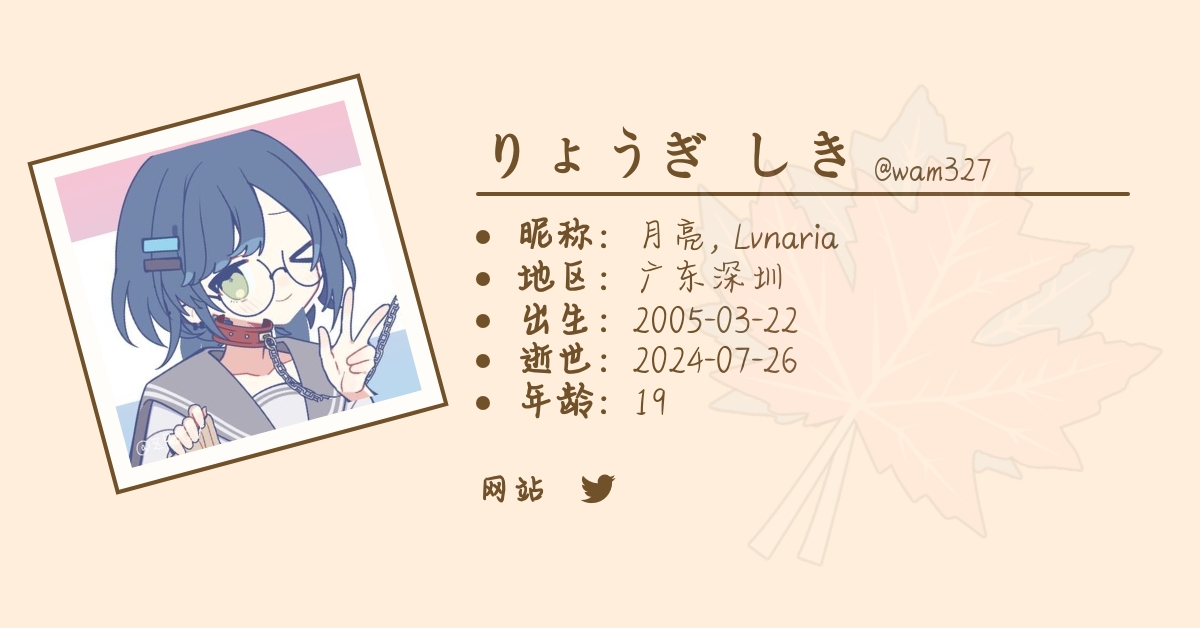 りょうぎ しき @wam327
• 昵称： 月亮, Lvnaria
• 地区： 广东深圳
• 出生： 2005-03-22
• 逝世： 2024-07-26
• 年龄： 19
网站